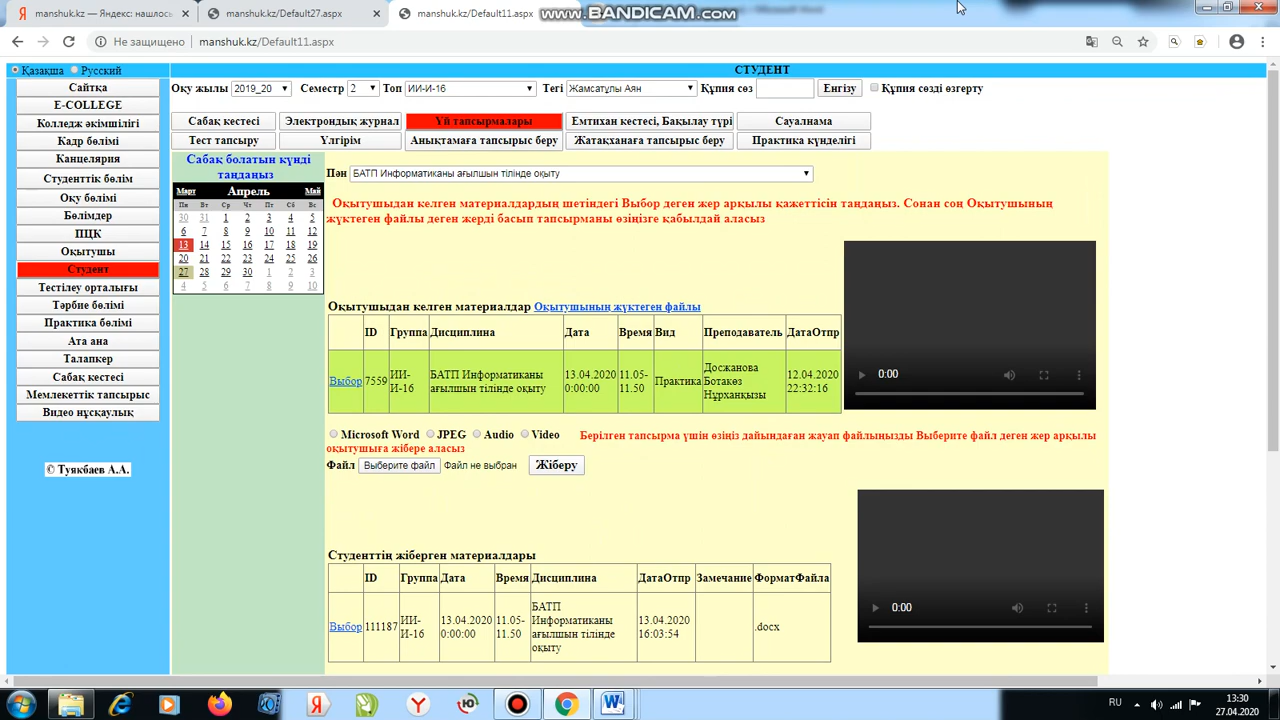 manshuk.kz — Яндекс: нашлось
manshuk.kz/Default27.aspx
manshuk.kz/Default11.aspx
www.BANDICAM.com
Microsoft Word
Не защищено
manshuk.kz/Default11.aspx
Қазақша Русский
СТУДЕНТ
Сайтқа
E-COLLEGE
Колледж әкімшілігі
Кадр бөлімі
Канцелярия
Студенттік бөлім
Оқу бөлімі
Бөлімдер
ПЦК
Оқытушы
Студент
Тестілеу орталығы
Тәрбие бөлімі
Практика бөлімі
Ата ана
Талапкер
Сабақ кестесі
Мемлекеттік тапсырыс
Видео нұсқаулық
© Туякбаев А.А.
Оқу жылы 2019_20 Семестр 2 Топ ИИ-И-16 Тегі Жамсатұлы Аян Құпия сөз Енгізу Құпия сөзді өзгерту
Сабақ кестесі Электрондық журнал Үй тапсырмалары Емтихан кестесі, Бақылау түрі Сауалнама
Тест тапсыру Үлгірім Анықтамаға тапсырыс беру Жатақханаға тапсырыс беру Практика күнделігі
Сабақ болатын күнді
таңдаңыз
Март Апрель Май
Пн Вт Ср Чт Пт Сб Вс
30 31 1 2 3 4 5
6 7 8 9 10 11 12
13 14 15 16 17 18 19
20 21 22 23 24 25 26
27 28 29 30 1 2 3
4 5 6 7 8 9 10
Пән БАТП Информатиканы ағылшын тілінде оқыту
Оқытушыдан келген материалдардың шетіндегі Выбор деген жер арқылы қажеттісін таңдаңыз. Сонан соң Оқытушының
жүктеген файлы деген жерді басып тапсырманы өзіңізге қабылдай аласыз
0:00
Оқытушыдан келген материалдар Оқытушының жүктеген файлы
ID Группа Дисциплина Дата Время Вид Преподаватель ДатаОтпр
Выбор 7559 ИИ-И-16 БАТП Информатиканы ағылшын тілінде оқыту 13.04.2020 0:00:00 11.05-11.50 Практика Досжанова Ботакөз Нұрханқызы 12.04.2020 22:32:16
Microsoft Word JPEG Audio Video Берілген тапсырма үшін өзіңіз дайындаған жауап файлыңызды Выберите файл деген жер арқылы
оқытушыға жібере аласыз
Файл Выберите файл Файл не выбран Жіберу
0:00
Студенттің жіберген материалдары
ID Группа Дата Время Дисциплина ДатаОтпр Замечание ФорматФайла
Выбор 111187 ИИ-И-16 13.04.2020 0:00:00 11.05-11.50 БАТП Информатиканы ағылшын тілінде оқыту 13.04.2020 16:03:54 .docx
RU
13:30
27.04.2020